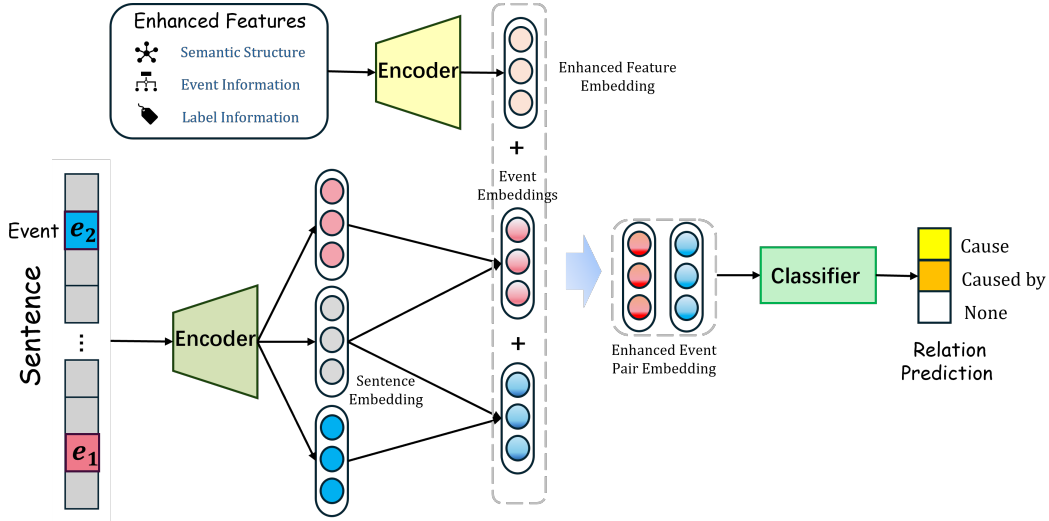 Enhanced Features
Semantic Structure
Event Information
Label Information
Encoder
Enhanced Feature
Embedding
+
Event
Embeddings
Event
e₂
Sentence
...
e₁
Encoder
Sentence
Embedding
+
Enhanced Event
Pair Embedding
Classifier
Cause
Caused by
None
Relation
Prediction